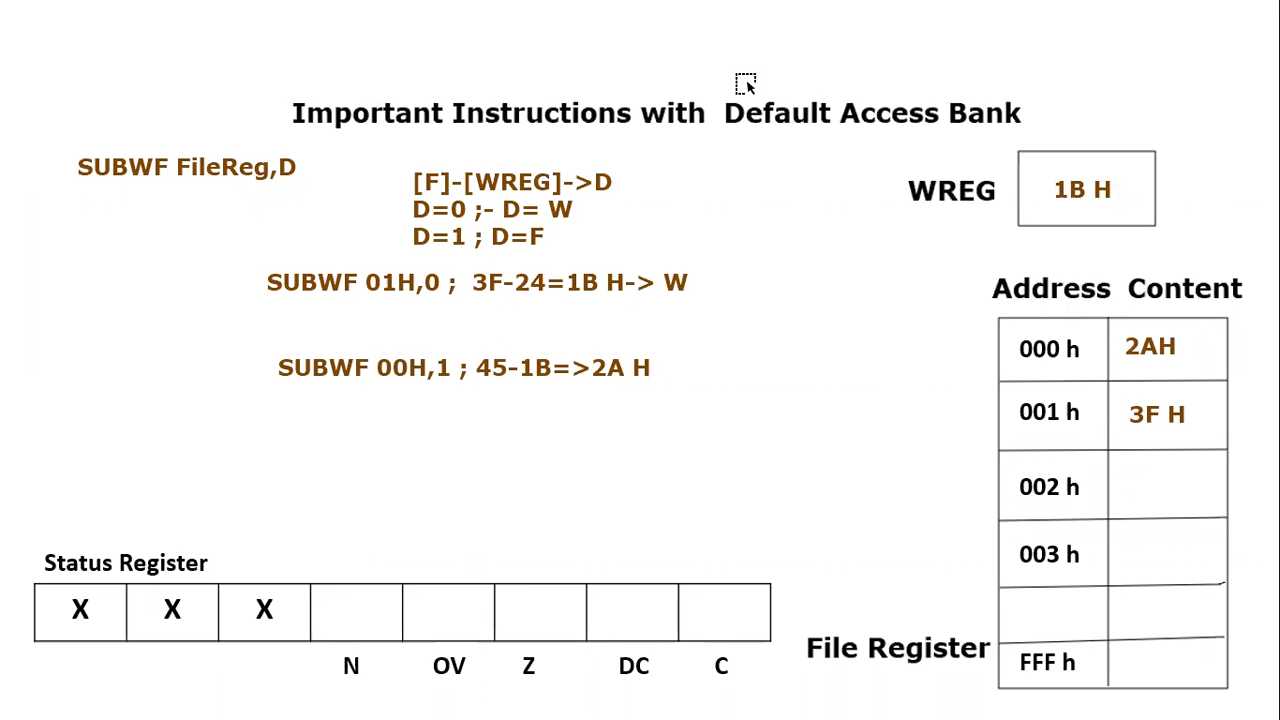 Important Instructions with Default Access Bank
SUBWF FileReg,D
[F]-[WREG]->D
D=0 ;- D= W
D=1 ; D=F
WREG 1B H
SUBWF 01H,0 ; 3F-24=1B H-> W
Address Content
000 h 2AH
SUBWF 00H,1 ; 45-1B=>2A H
001 h 3F H
002 h
003 h
Status Register
X X X
File Register
FFF h
N OV Z DC C